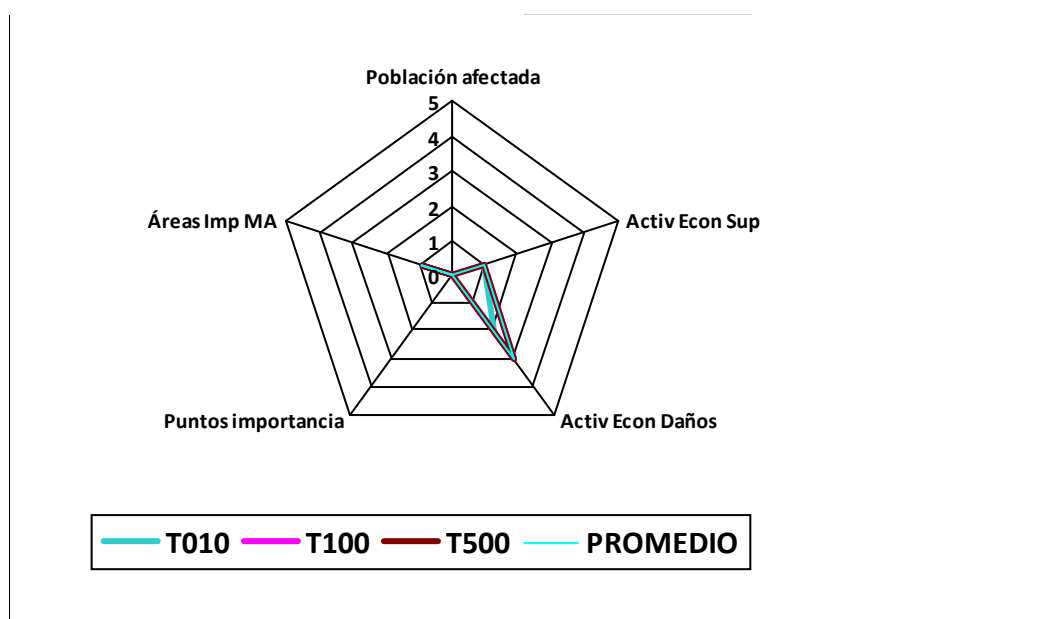 Población afectada
5
4
3
2
1
0
Áreas Imp MA
Activ Econ Sup
Puntos importancia
Activ Econ Daños
T010 T100 T500 PROMEDIO